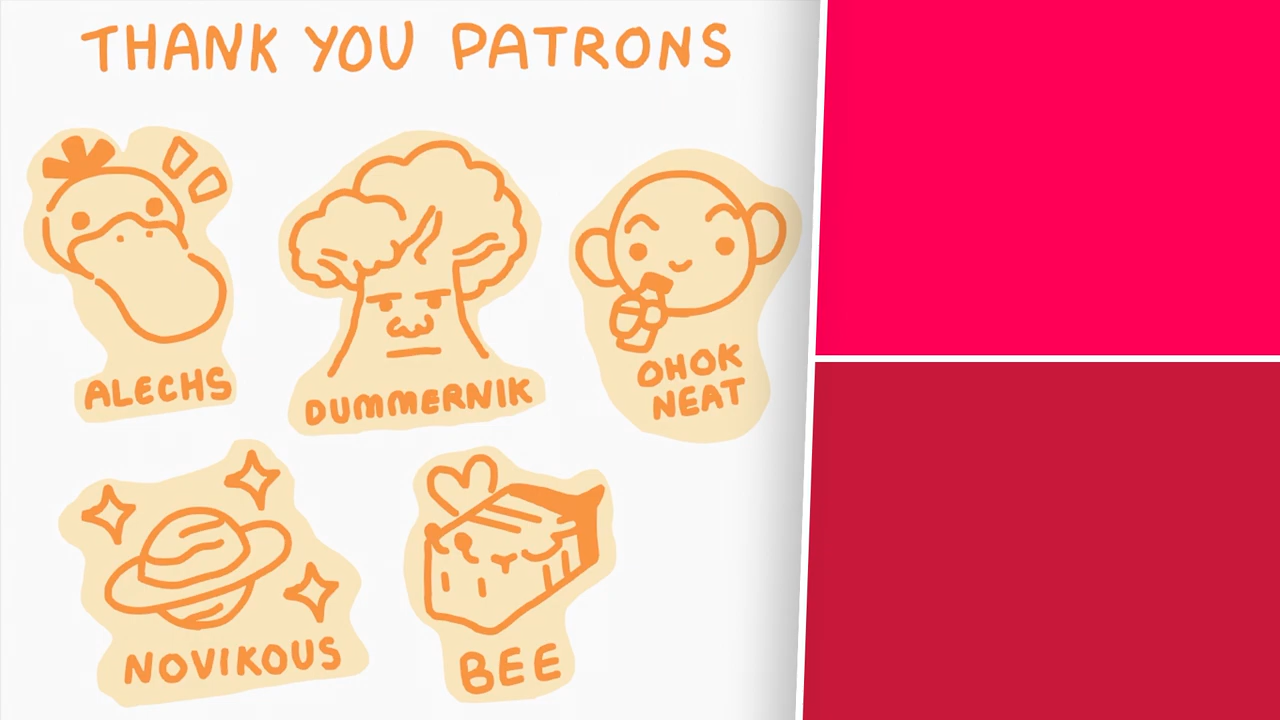 THANK YOU PATRONS
ALECHS
DUMMERNIK
OHOK
NEAT
NOVIKOUS
BEE